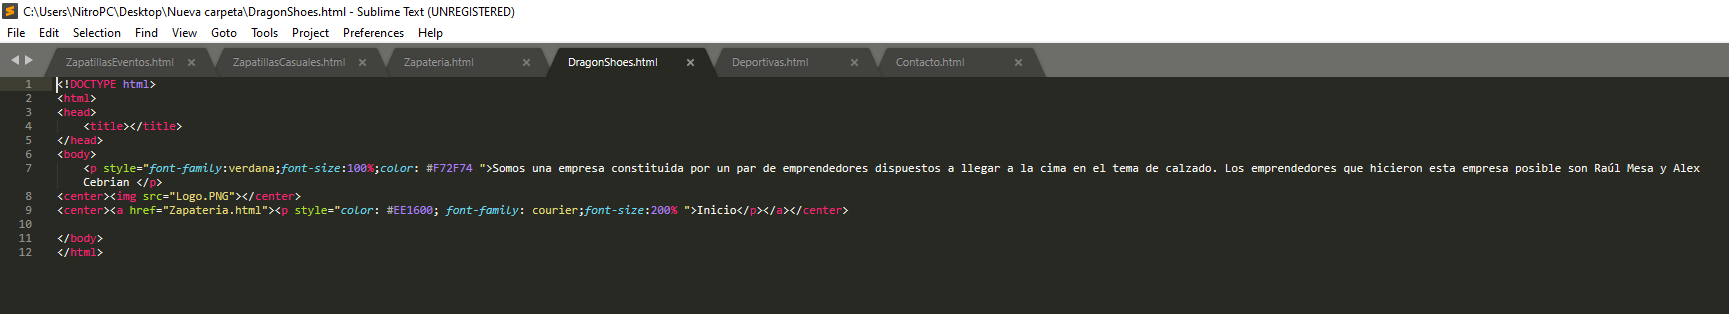 C:\Users\NitroPC\Desktop\Nueva carpeta\DragonShoes.html - Sublime Text (UNREGISTERED)
File Edit Selection Find View Goto Tools Project Preferences Help
ZapatillasEventos.html ZapatillasCasuales.html Zapateria.html DragonShoes.html Deportivas.html Contacto.html
1 <!DOCTYPE html>
2 <html>
3 <head>
4 <title></title>
5 </head>
6 <body>
7 <p style="font-family:verdana;font-size:100%;color: #F72F74 ">Somos una empresa constituida por un par de emprendedores dispuestos a llegar a la cima en el tema de calzado. Los emprendedores que hicieron esta empresa posible son Raúl Mesa y Alex
Cebrian </p>
8 <center><img src="Logo.PNG"></center>
9 <center><a href="Zapateria.html"><p style="color: #EE1600; font-family: courier;font-size:200% ">Inicio</p></a></center>
10
11 </body>
12 </html>